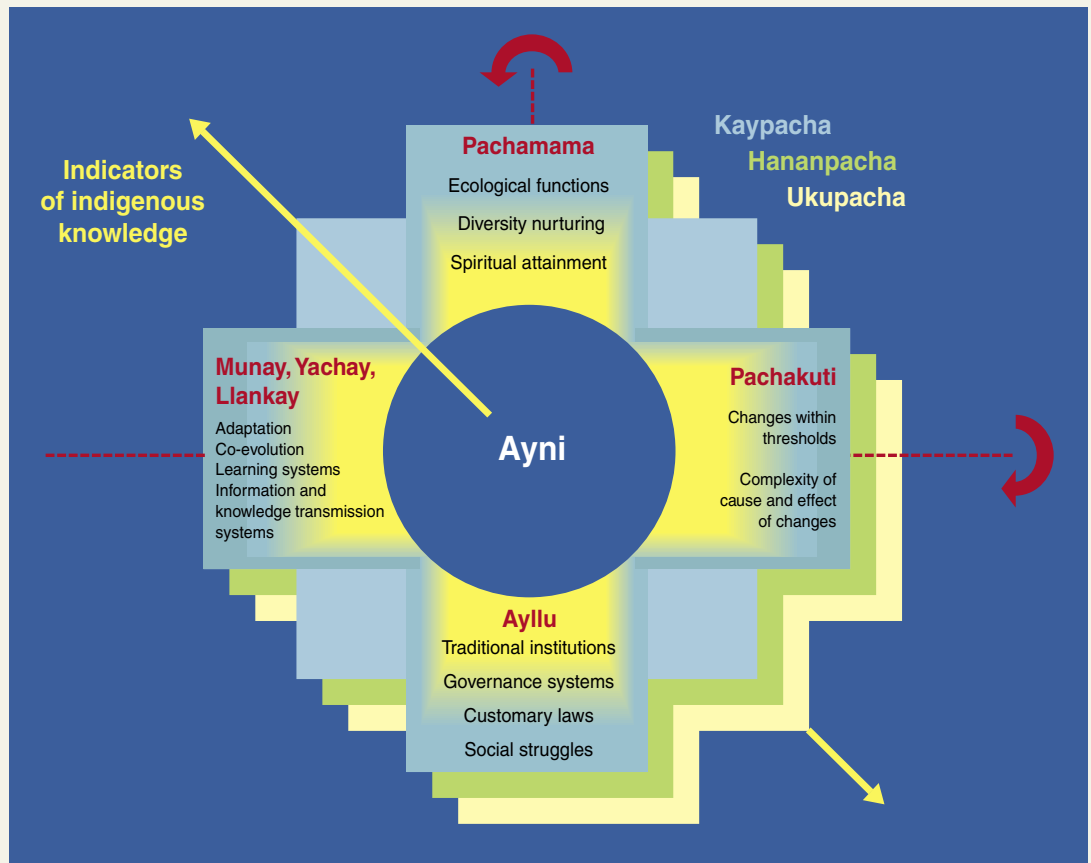 Kaypacha
Hananpacha
Ukupacha
Indicators
of indigenous
knowledge
Pachamama
Ecological functions
Diversity nurturing
Spiritual attainment
Munay, Yachay,
Llankay
Adaptation
Co-evolution
Learning systems
Information and
knowledge transmission
systems
Ayni
Pachakuti
Changes within
thresholds
Complexity of
cause and effect
of changes
Ayllu
Traditional institutions
Governance systems
Customary laws
Social struggles